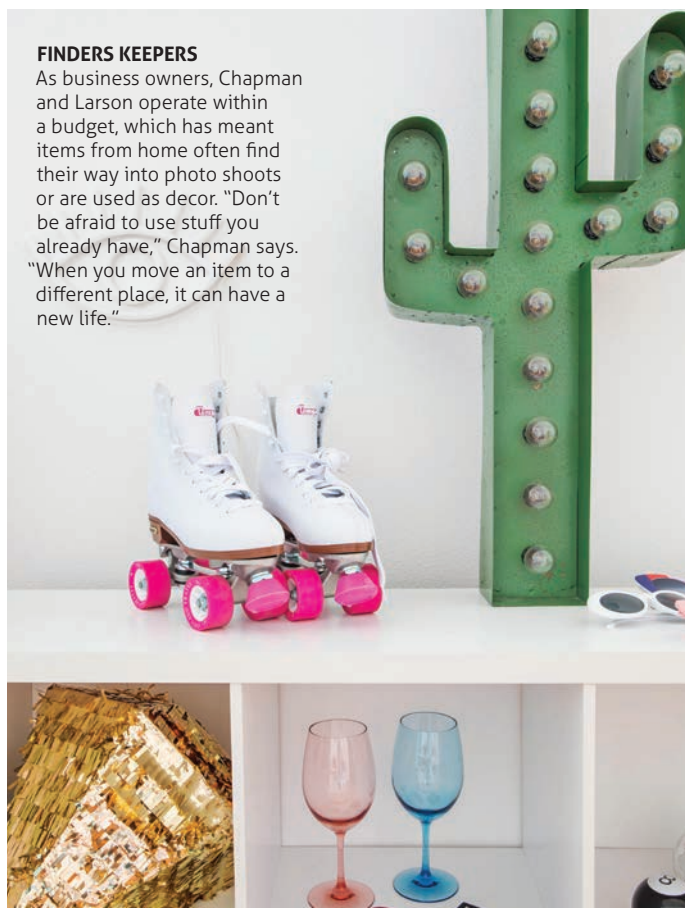 FINDERS KEEPERS
As business owners, Chapman
and Larson operate within
a budget, which has meant
items from home often find
their way into photo shoots
or are used as decor. “Don’t
be afraid to use stuff you
already have,” Chapman says.
“When you move an item to a
different place, it can have a
new life.”